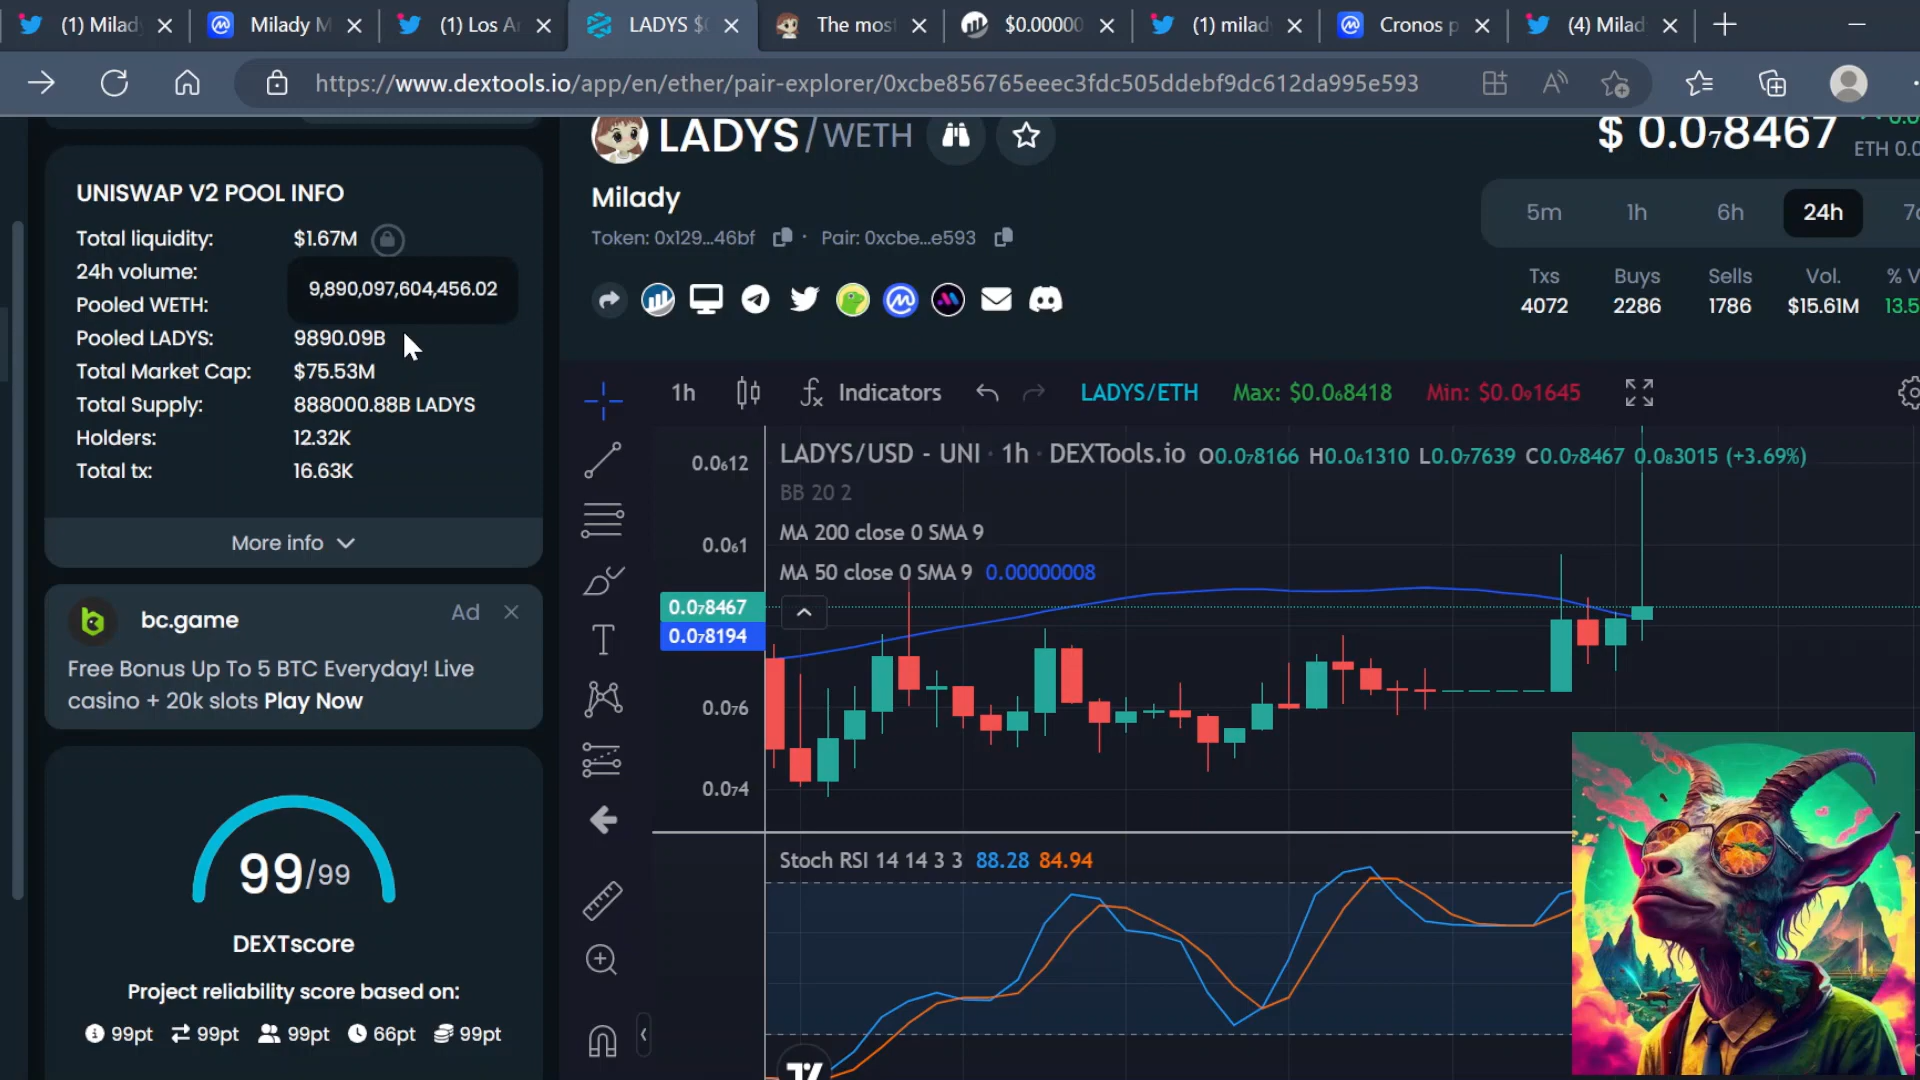 (1) Milady
Milady M
(1) Los A
LADYS $
The most
$0.00000
(1) milad
Cronos p
(4) Milad
https://www.dextools.io/app/en/ether/pair-explorer/0xcbe856765eeec3fdc505ddebf9dc612da995e593
UNISWAP V2 POOL INFO
Total liquidity: $1.67M
24h volume:
9,890,097,604,456.02
Pooled WETH:
Pooled LADYS: 9890.09B
Total Market Cap: $75.53M
Total Supply: 888000.88B LADYS
Holders: 12.32K
Total tx: 16.63K
More info
bc.game
Ad
Free Bonus Up To 5 BTC Everyday! Live
casino + 20k slots Play Now
99/99
DEXTscore
Project reliability score based on:
99pt 99pt 99pt 66pt 99pt
LADYS/WETH
Milady
Token: 0x129...46bf · Pair: 0xcbe...e593
$ 0.0₇8467
ETH 0.0
5m 1h 6h 24h
Txs Buys Sells Vol. % V
4072 2286 1786 $15.61M 13.5
1h Indicators LADYS/ETH Max: $0.0₆8418 Min: $0.0₉1645
LADYS/USD - UNI · 1h · DEXTools.io O0.0₇8166 H0.0₆1310 L0.0₇7639 C0.0₇8467 0.0₈3015 (+3.69%)
BB 20 2
MA 200 close 0 SMA 9
MA 50 close 0 SMA 9 0.00000008
0.0₆12
0.0₆1
0.0₇8467
0.0₇8194
0.0₇6
0.0₇4
Stoch RSI 14 14 3 3 88.28 84.94